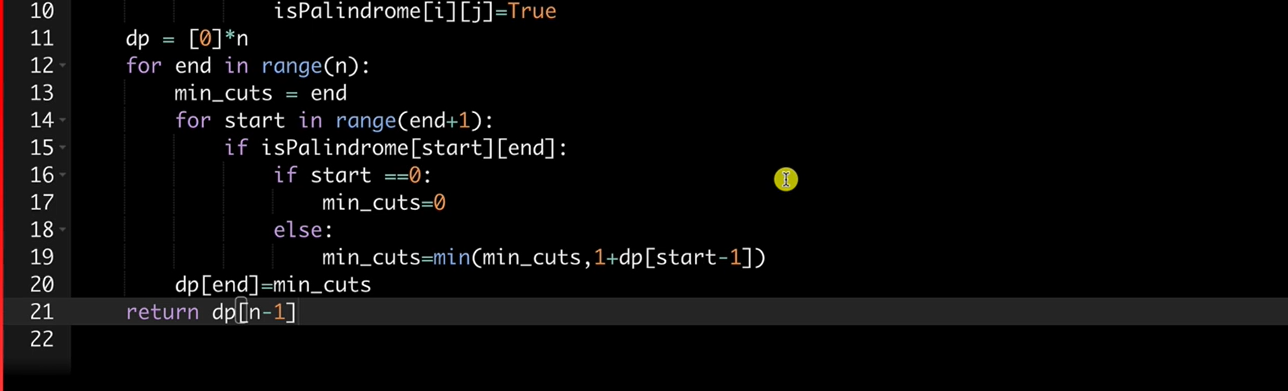 10                 isPalindrome[i][j]=True
11     dp = [0]*n
12     for end in range(n):
13         min_cuts = end
14         for start in range(end+1):
15             if isPalindrome[start][end]:
16                 if start ==0:
17                     min_cuts=0
18                 else:
19                     min_cuts=min(min_cuts,1+dp[start-1])
20         dp[end]=min_cuts
21     return dp[n-1]
22